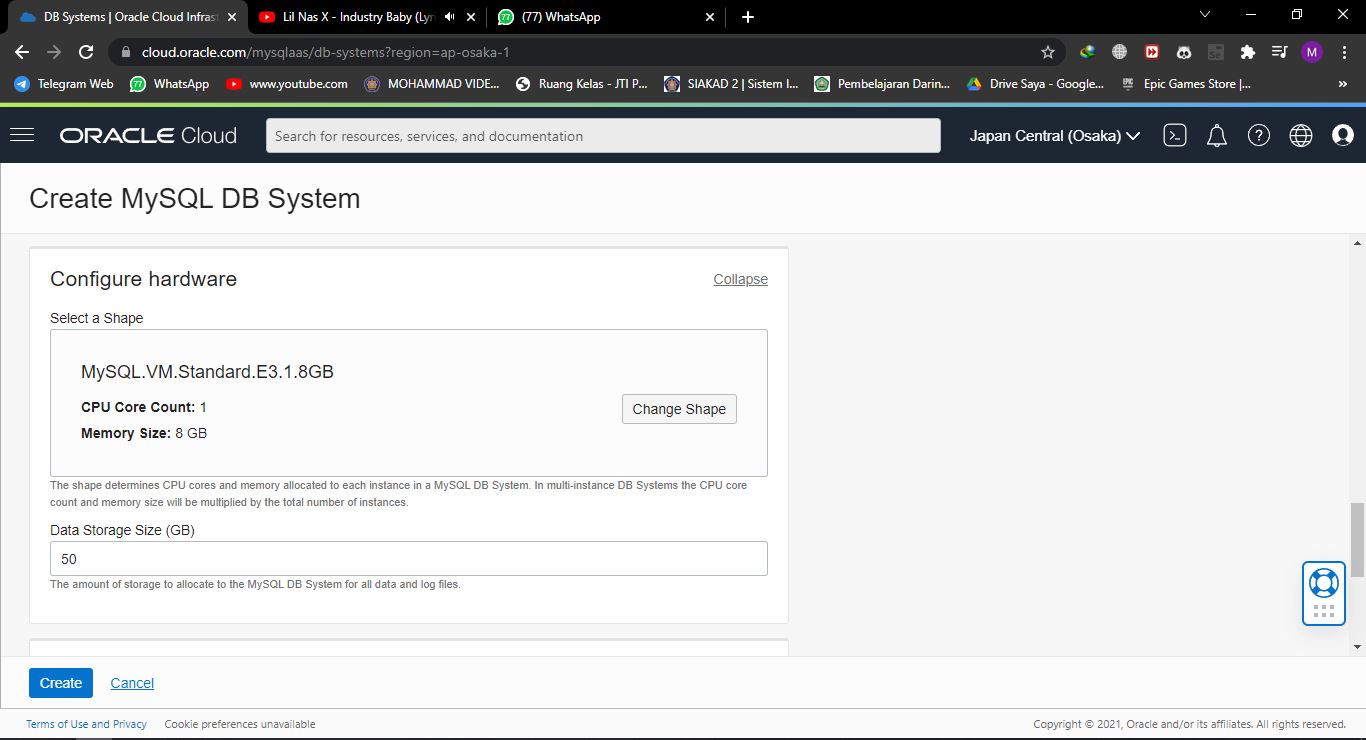 DB Systems | Oracle Cloud Infrast
Lil Nas X - Industry Baby (Lyri
77
(77) WhatsApp
cloud.oracle.com/mysqlaas/db-systems?region=ap-osaka-1
M
Telegram Web
77
WhatsApp
www.youtube.com
MOHAMMAD VIDE...
Ruang Kelas - JTI P...
SIAKAD 2 | Sistem I...
Pembelajaran Darin...
Drive Saya - Google...
Epic Games Store |...
»
ORACLE Cloud
Search for resources, services, and documentation
Japan Central (Osaka)
Create MySQL DB System
Configure hardware
Collapse
Select a Shape
MySQL.VM.Standard.E3.1.8GB
CPU Core Count: 1
Change Shape
Memory Size: 8 GB
The shape determines CPU cores and memory allocated to each instance in a MySQL DB System. In multi-instance DB Systems the CPU core
count and memory size will be multiplied by the total number of instances.
Data Storage Size (GB)
50
The amount of storage to allocate to the MySQL DB System for all data and log files.
Create
Cancel
Terms of Use and Privacy
Cookie preferences unavailable
Copyright © 2021, Oracle and/or its affiliates. All rights reserved.